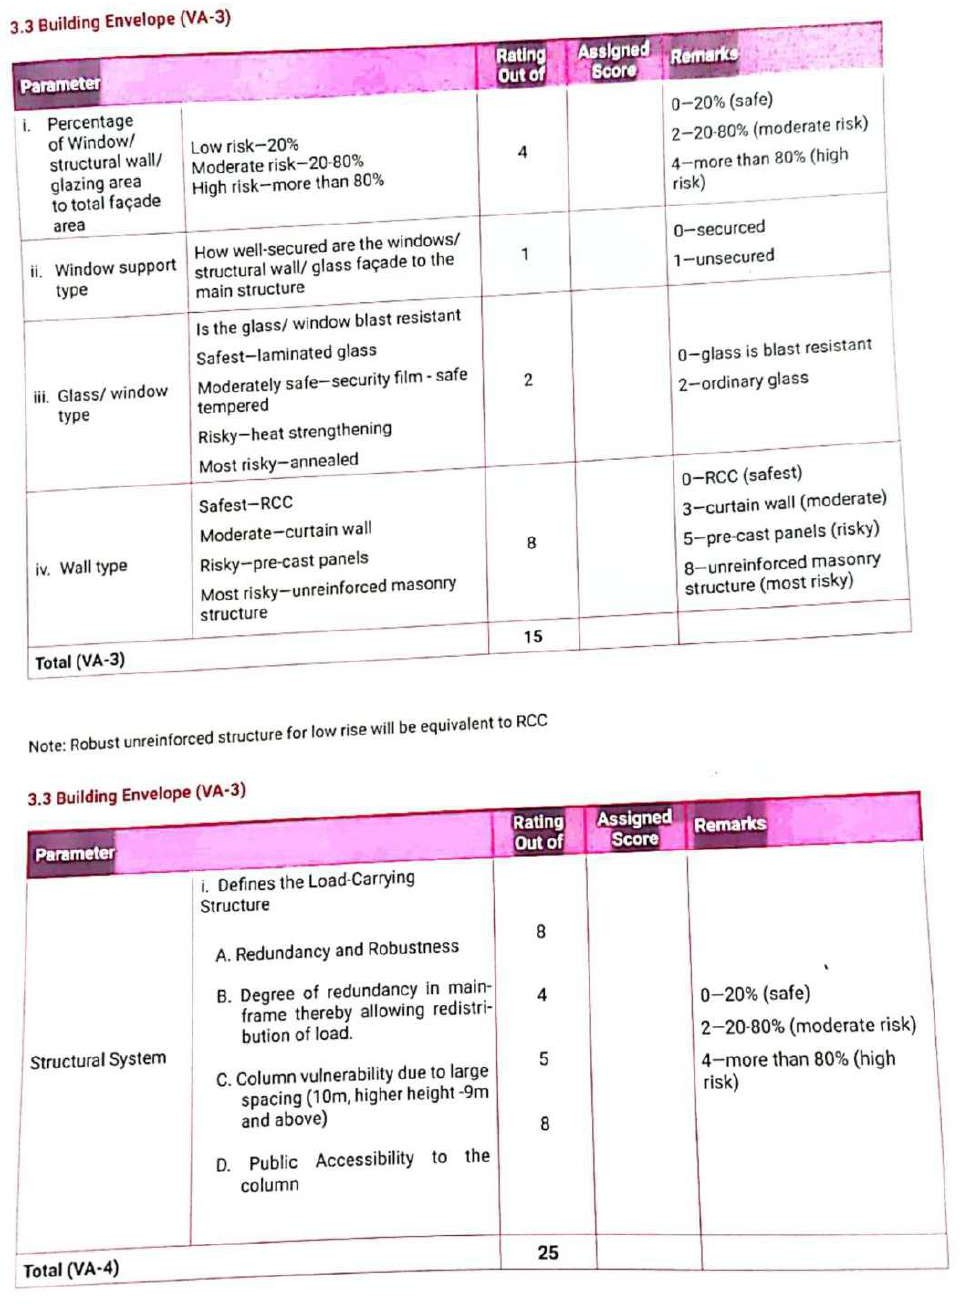 3.3 Building Envelope (VA-3)
Parameter
Rating
Out of
Assigned
Score
Remarks
i. Percentage
of Window/
structural wall/
glazing area
to total façade
area
Low risk—20%
Moderate risk—20-80%
High risk—more than 80%
4
0—20% (safe)
2—20-80% (moderate risk)
4—more than 80% (high
risk)
ii. Window support
type
How well-secured are the windows/
structural wall/ glass façade to the
main structure
1
0—securced
1—unsecured
iii. Glass/ window
type
Is the glass/ window blast resistant
Safest—laminated glass
Moderately safe—security film - safe
tempered
Risky—heat strengthening
Most risky—annealed
2
0—glass is blast resistant
2—ordinary glass
iv. Wall type
Safest—RCC
Moderate—curtain wall
Risky—pre-cast panels
Most risky—unreinforced masonry
structure
8
0—RCC (safest)
3—curtain wall (moderate)
5—pre-cast panels (risky)
8—unreinforced masonry
structure (most risky)
Total (VA-3)
15
Note: Robust unreinforced structure for low rise will be equivalent to RCC
3.3 Building Envelope (VA-3)
Parameter
Rating
Out of
Assigned
Score
Remarks
Structural System
i. Defines the Load-Carrying
Structure
A. Redundancy and Robustness
B. Degree of redundancy in main-
frame thereby allowing redistri-
bution of load.
C. Column vulnerability due to large
spacing (10m, higher height -9m
and above)
D. Public Accessibility to the
column
8
4
5
8
0—20% (safe)
2—20-80% (moderate risk)
4—more than 80% (high
risk)
Total (VA-4)
25